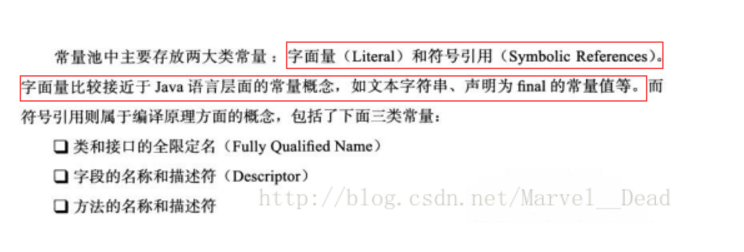 常量池中主要存放两大类常量：字面量（Literal）和符号引用（Symbolic References）。
字面量比较接近于 Java 语言层面的常量概念，如文本字符串、声明为 final 的常量值等。而
符号引用则属于编译原理方面的概念，包括了下面三类常量：
❑ 类和接口的全限定名（Fully Qualified Name）
❑ 字段的名称和描述符（Descriptor）
❑ 方法的名称和描述符
http://blog.csdn.net/Marvel__Dead